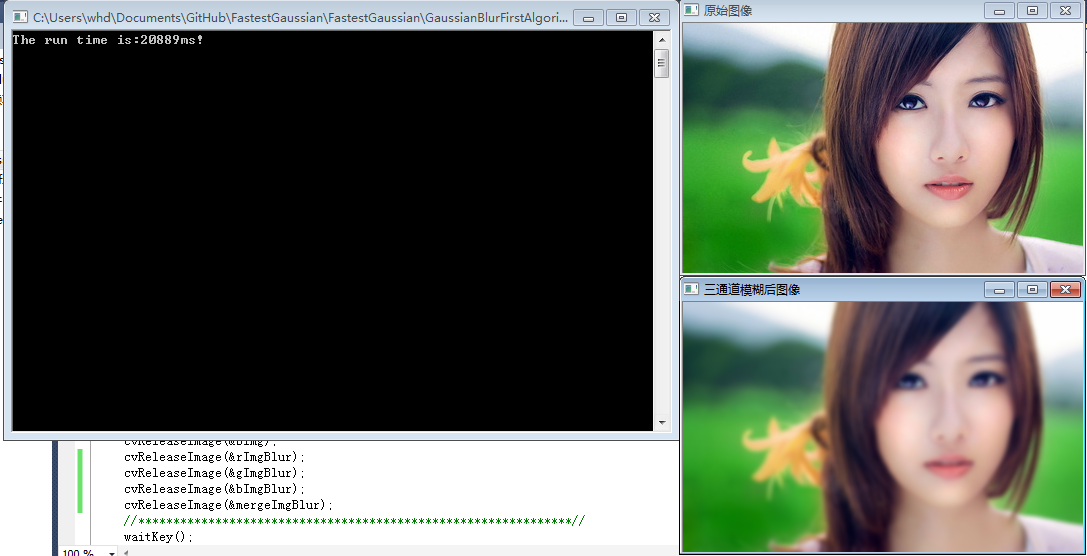 C:\Users\whd\Documents\GitHub\FastestGaussian\FastestGaussian\GaussianBlurFirstAlgori...
The run time is:20889ms!
原始图像
三通道模糊后图像
cvReleaseImage(&bImg);
cvReleaseImage(&rImgBlur);
cvReleaseImage(&gImgBlur);
cvReleaseImage(&bImgBlur);
cvReleaseImage(&mergeImgBlur);
//**************************************************************//
waitKey();
100 %